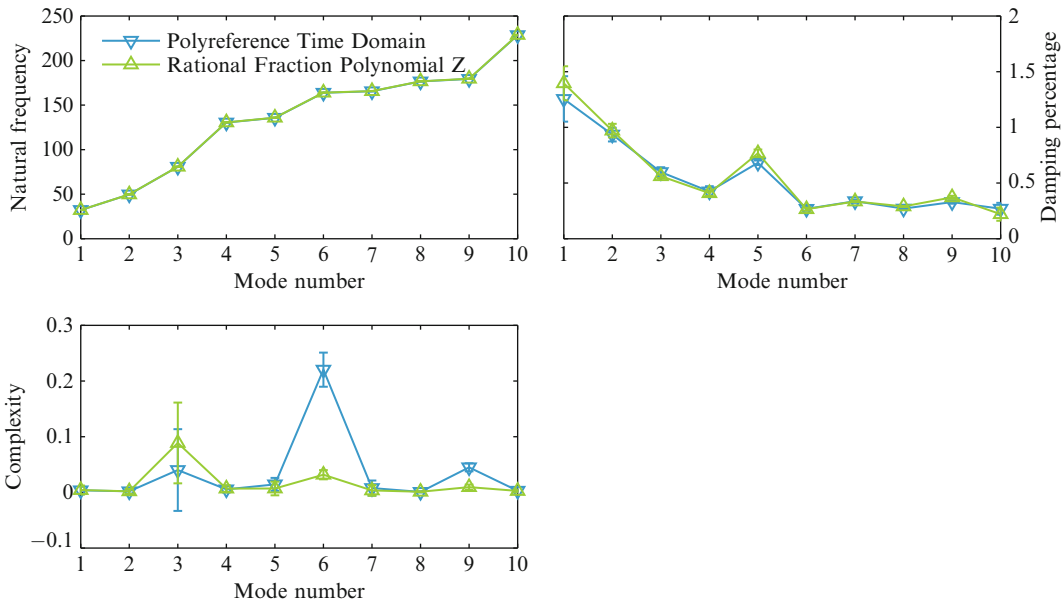 250
200
150
100
50
0
Natural frequency
Polyreference Time Domain
Rational Fraction Polynomial Z
1 2 3 4 5 6 7 8 9 10
Mode number
2
1.5
1
0.5
0
Damping percentage
1 2 3 4 5 6 7 8 9 10
Mode number
0.3
0.2
0.1
0
−0.1
Complexity
1 2 3 4 5 6 7 8 9 10
Mode number